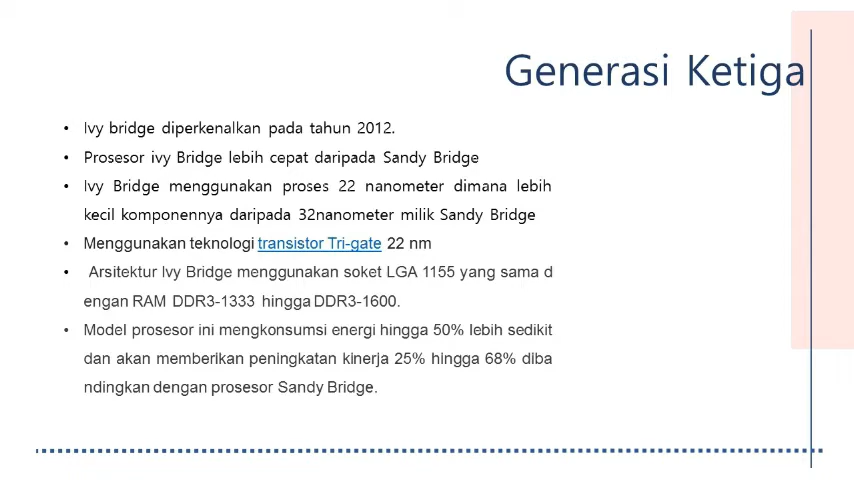 Generasi Ketiga
• Ivy bridge diperkenalkan pada tahun 2012.
• Prosesor ivy Bridge lebih cepat daripada Sandy Bridge
• Ivy Bridge menggunakan proses 22 nanometer dimana lebih
kecil komponennya daripada 32nanometer milik Sandy Bridge
• Menggunakan teknologi transistor Tri-gate 22 nm
• Arsitektur Ivy Bridge menggunakan soket LGA 1155 yang sama d
engan RAM DDR3-1333 hingga DDR3-1600.
• Model prosesor ini mengkonsumsi energi hingga 50% lebih sedikit
dan akan memberikan peningkatan kinerja 25% hingga 68% diba
ndingkan dengan prosesor Sandy Bridge.